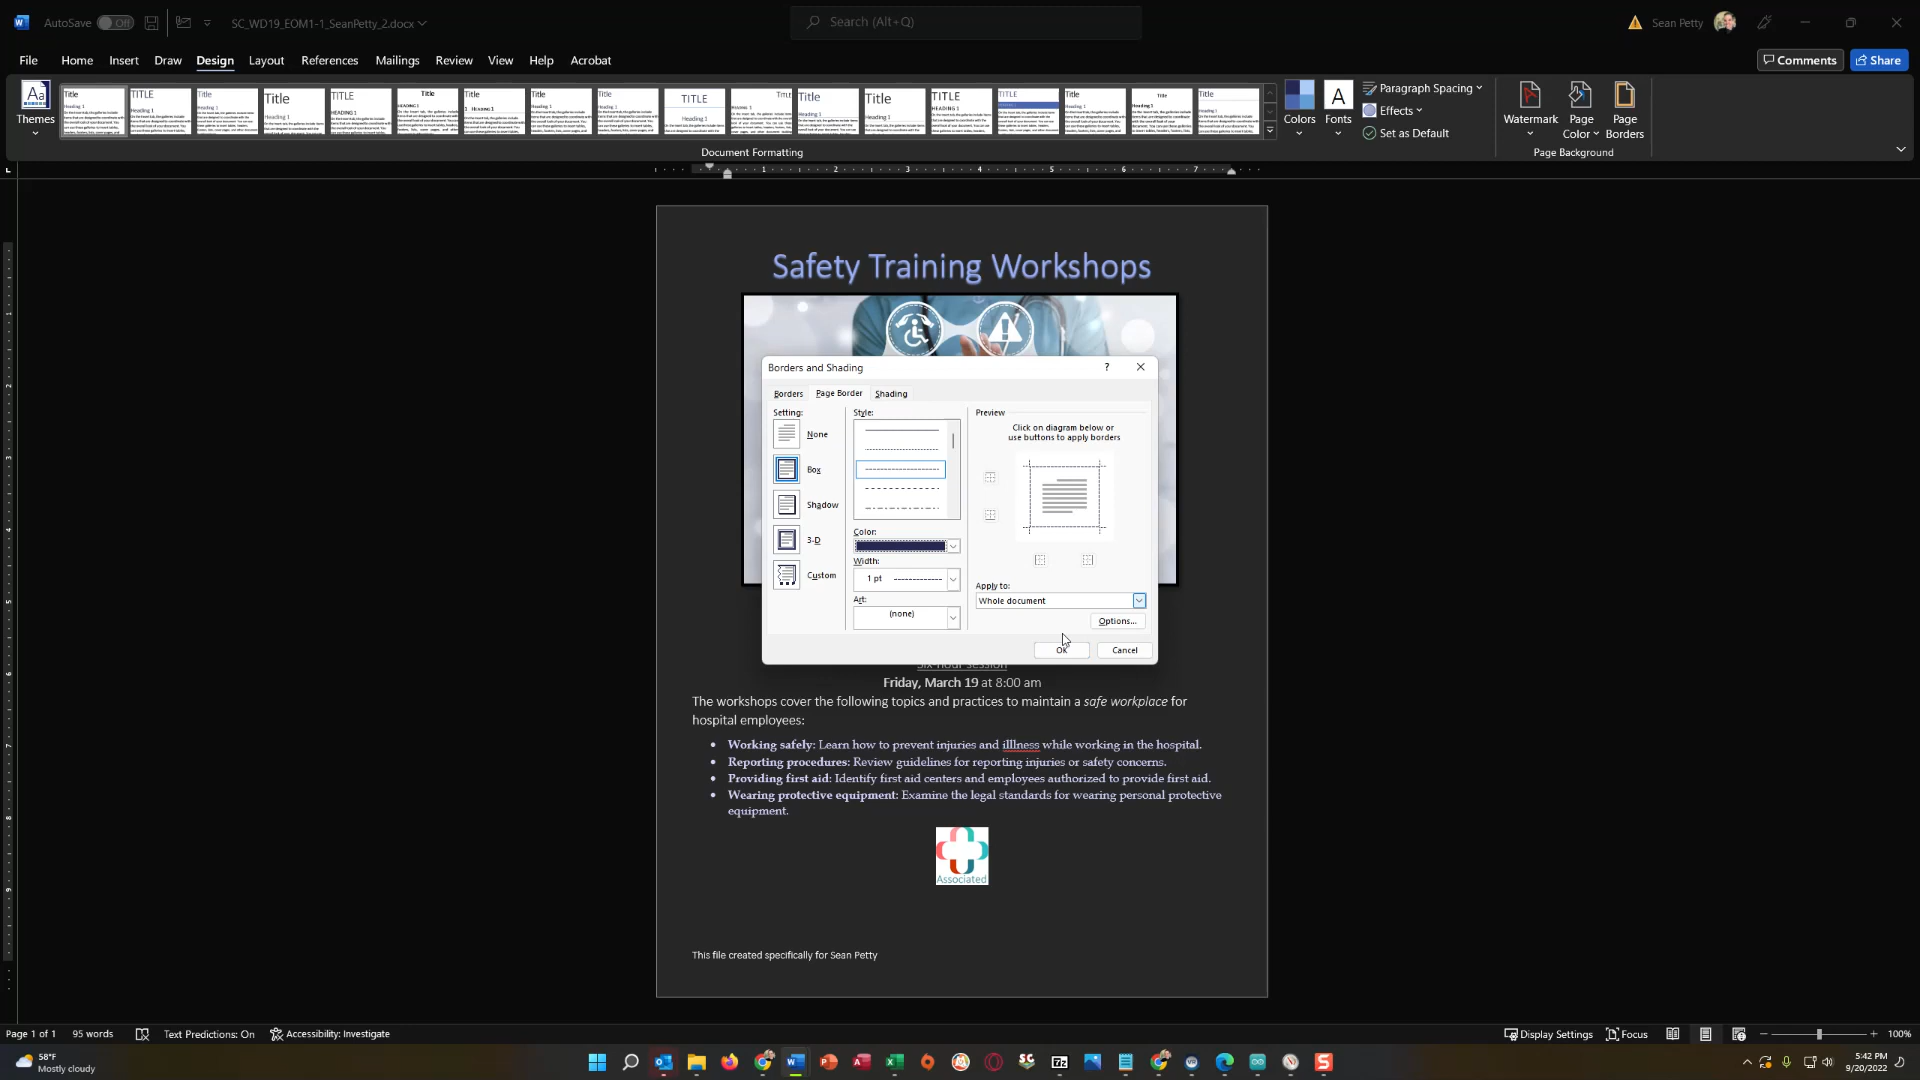 AutoSave Off SC_WD19_EOM1-1_SeanPetty_2.docx Search (Alt+Q) Sean Petty
File Home Insert Draw Design Layout References Mailings Review View Help Acrobat Comments Share
Themes
Colors
Fonts
Paragraph Spacing
Effects
Set as Default
Watermark
Page Color
Page Borders
Document Formatting
Page Background
Safety Training Workshops
Borders and Shading
Borders Page Border Shading
Setting:
None
Box
Shadow
3-D
Custom
Style:
Color:
Width:
1 pt
Art:
(none)
Preview
Click on diagram below or
use buttons to apply borders
Apply to:
Whole document
Options...
OK Cancel
Six-hour session
Friday, March 19 at 8:00 am
The workshops cover the following topics and practices to maintain a safe workplace for
hospital employees:
• Working safely: Learn how to prevent injuries and illlness while working in the hospital.
• Reporting procedures: Review guidelines for reporting injuries or safety concerns.
• Providing first aid: Identify first aid centers and employees authorized to provide first aid.
• Wearing protective equipment: Examine the legal standards for wearing personal protective
equipment.
Associated
This file created specifically for Sean Petty
Page 1 of 1 95 words Text Predictions: On Accessibility: Investigate Display Settings Focus 100%
58°F
Mostly cloudy
5:42 PM
9/20/2022